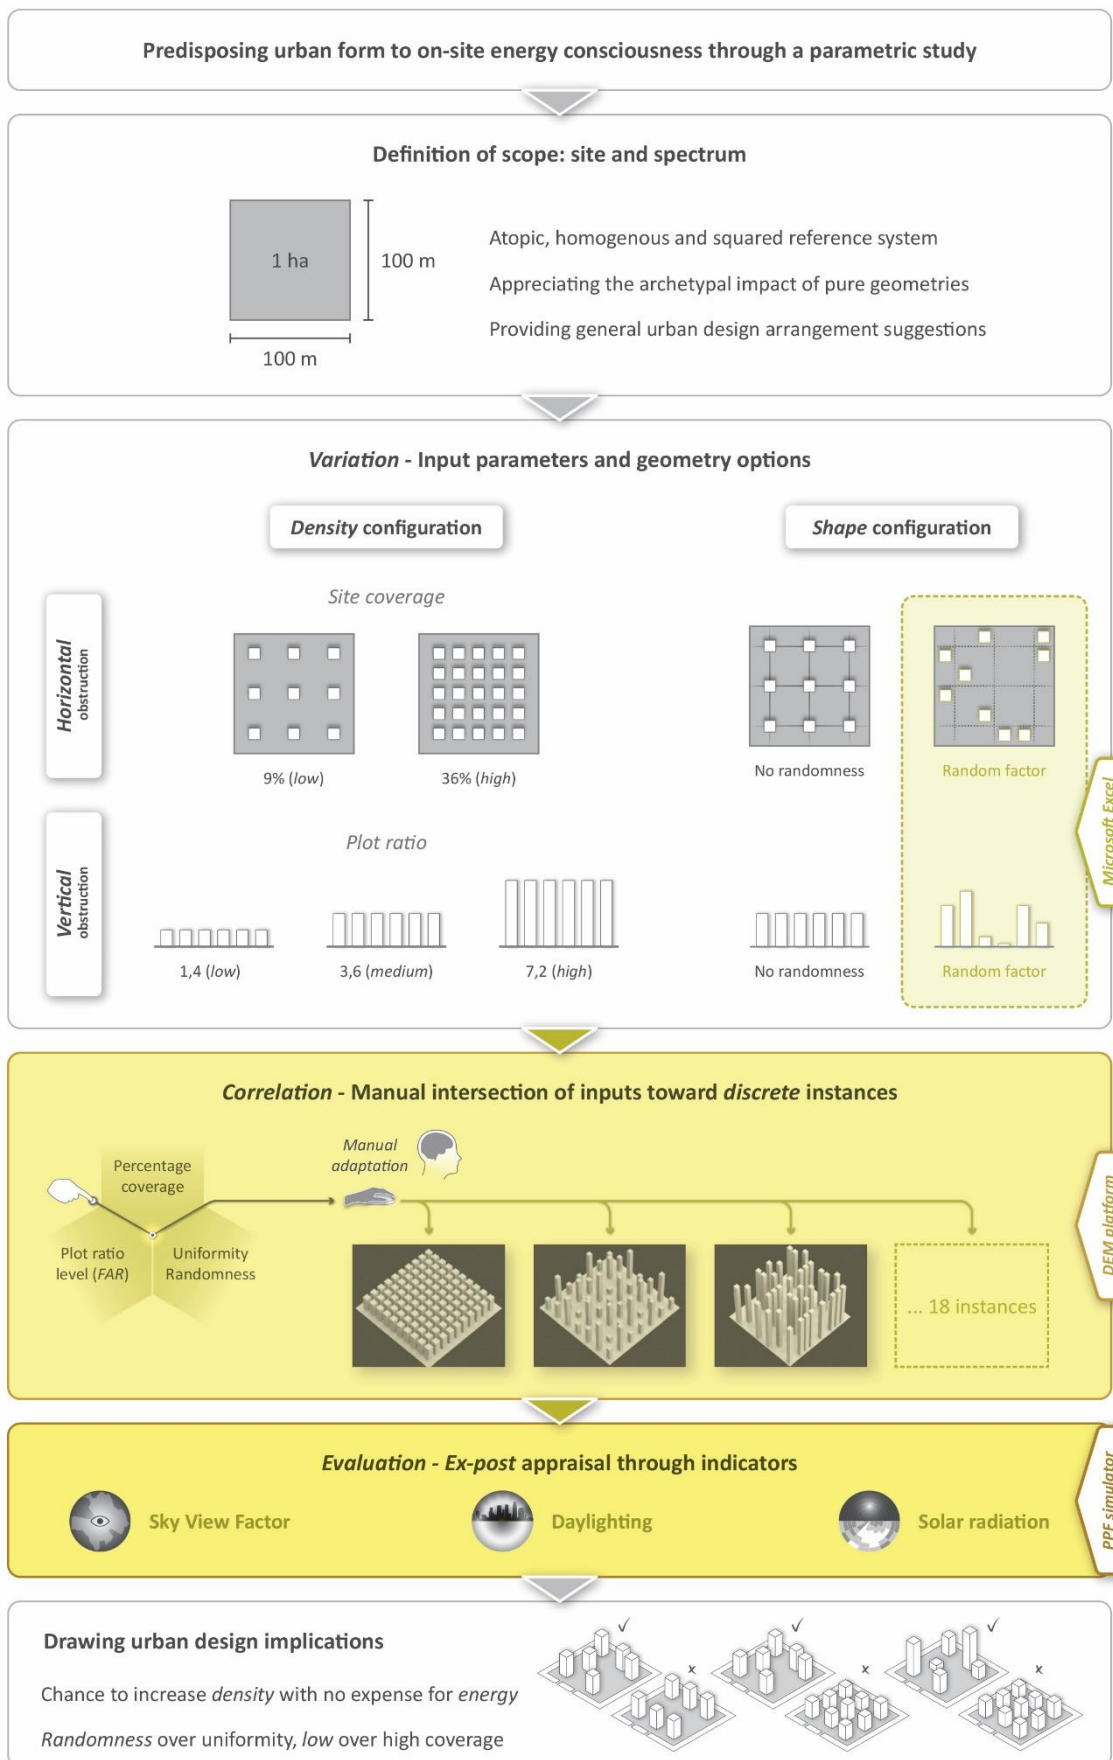 Predisposing urban form to on-site energy consciousness through a parametric study
Definition of scope: site and spectrum
1 ha
100 m
100 m
Atopic, homogenous and squared reference system
Appreciating the archetypal impact of pure geometries
Providing general urban design arrangement suggestions
Variation - Input parameters and geometry options
Density configuration
Shape configuration
Horizontal
obstruction
Site coverage
9% (low)
36% (high)
No randomness
Random factor
Microsoft Excel
Vertical
obstruction
Plot ratio
1,4 (low)
3,6 (medium)
7,2 (high)
No randomness
Random factor
Correlation - Manual intersection of inputs toward discrete instances
Percentage
coverage
Plot ratio
level (FAR)
Uniformity
Randomness
Manual
adaptation
... 18 instances
DEM platform
Evaluation - Ex-post appraisal through indicators
Sky View Factor
Daylighting
Solar radiation
PPF simulator
Drawing urban design implications
Chance to increase density with no expense for energy
Randomness over uniformity, low over high coverage
✓
x
✓
x
✓
x